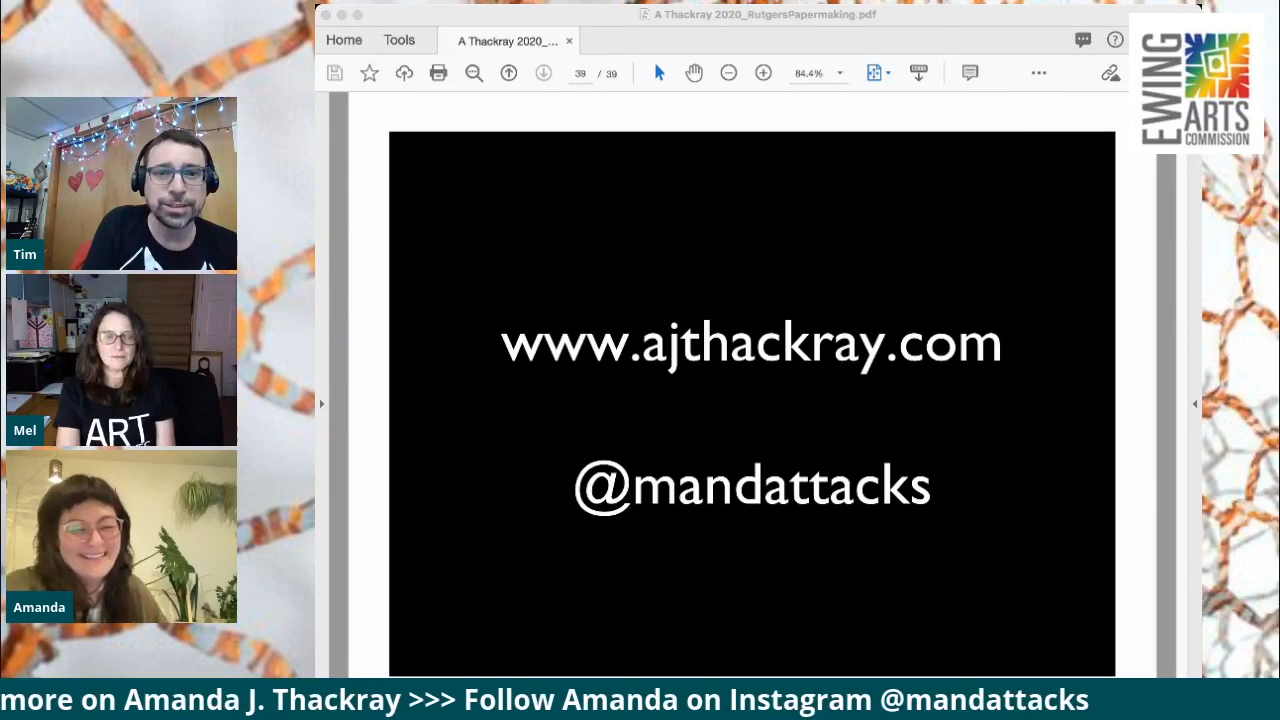 A Thackray 2020_RutgersPapermaking.pdf
Home
Tools
A Thackray 2020_...
×
39 / 39
84.4%
EWING
ARTS
COMMISSION
www.ajthackray.com
@mandattacks
Tim
Mel
ART
Amanda
more on Amanda J. Thackray >>> Follow Amanda on Instagram @mandattacks